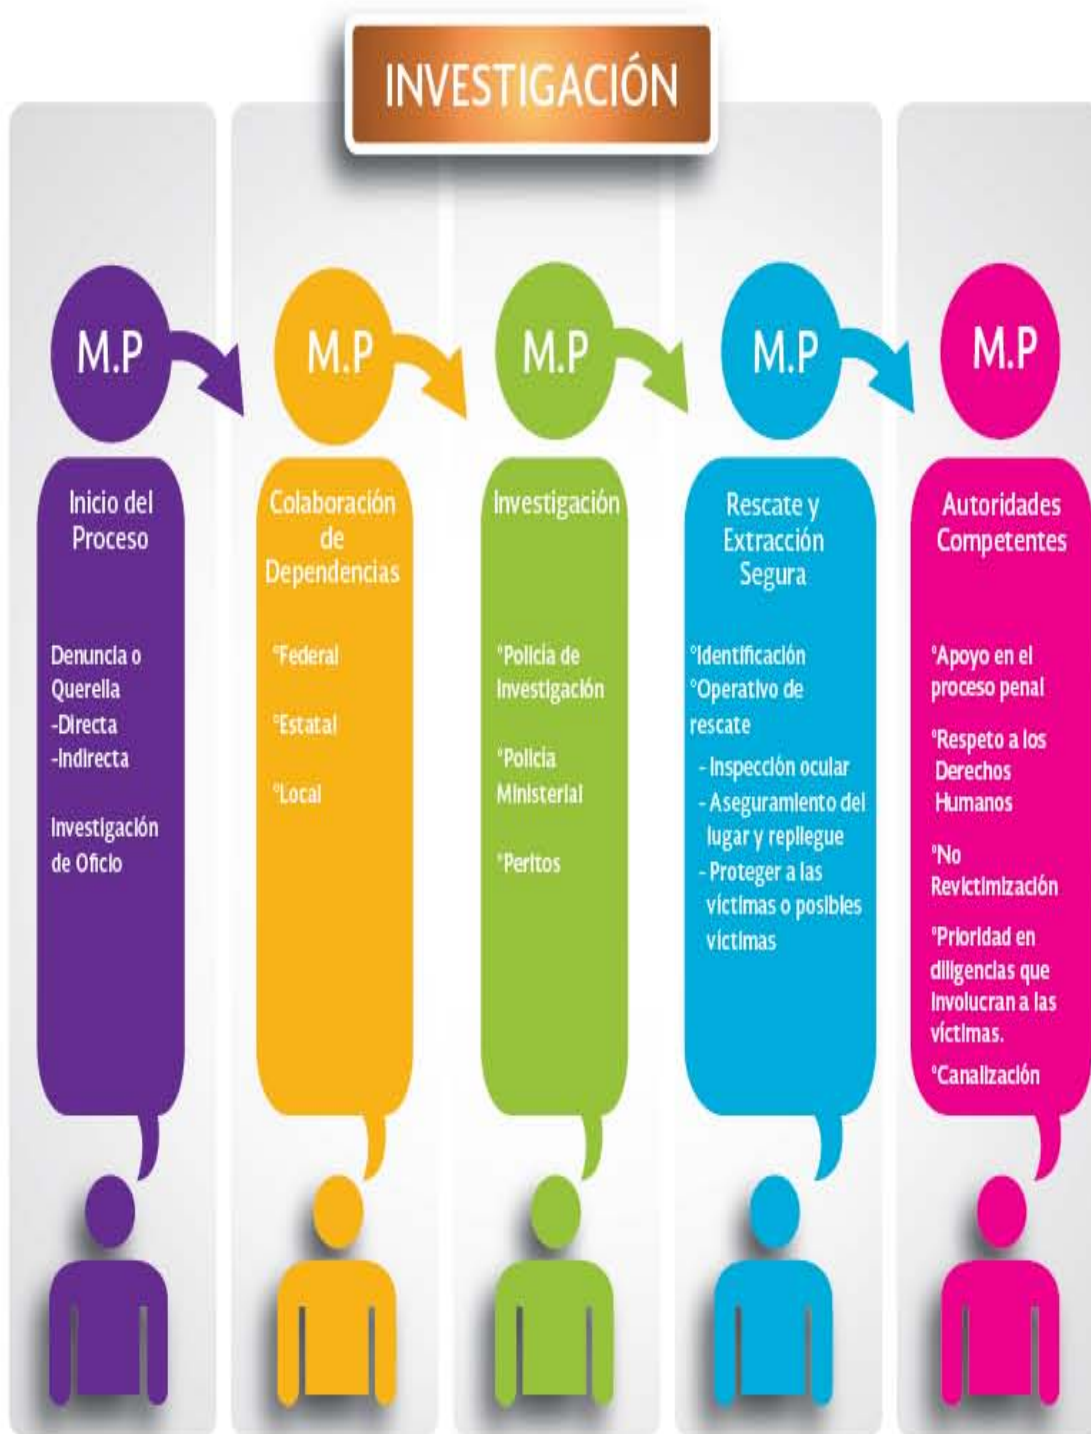 INVESTIGACIÓN
M.P
Inicio del
Proceso
Denuncia o
Querella
-Directa
-Indirecta
Investigación
de Oficio
M.P
Colaboración
de
Dependencias
°Federal
°Estatal
°Local
M.P
Investigación
°Policia de
Investigación
°Policia
Ministerial
°Peritos
M.P
Rescate y
Extracción
Segura
°Identificación
°Operativo de
rescate
- Inspección ocular
- Aseguramiento del
lugar y repliegue
- Proteger a las
víctimas o posibles
víctimas
M.P
Autoridades
Competentes
°Apoyo en el
proceso penal
°Respeto a los
Derechos
Humanos
°No
Revictimización
°Prioridad en
diligencias que
involucran a las
víctimas.
°Canalización